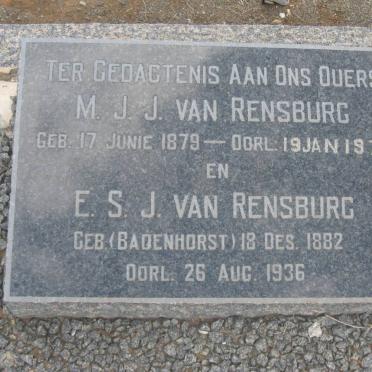 TER GEDAGTENIS AAN ONS OUERS
M. J. J. VAN RENSBURG
GEB. 17 JUNIE 1879 — OORL. 19 JAN 19
EN
E. S. J. VAN RENSBURG
GEB. (BADENHORST) 18 DES. 1882
OORL. 26 AUG. 1936